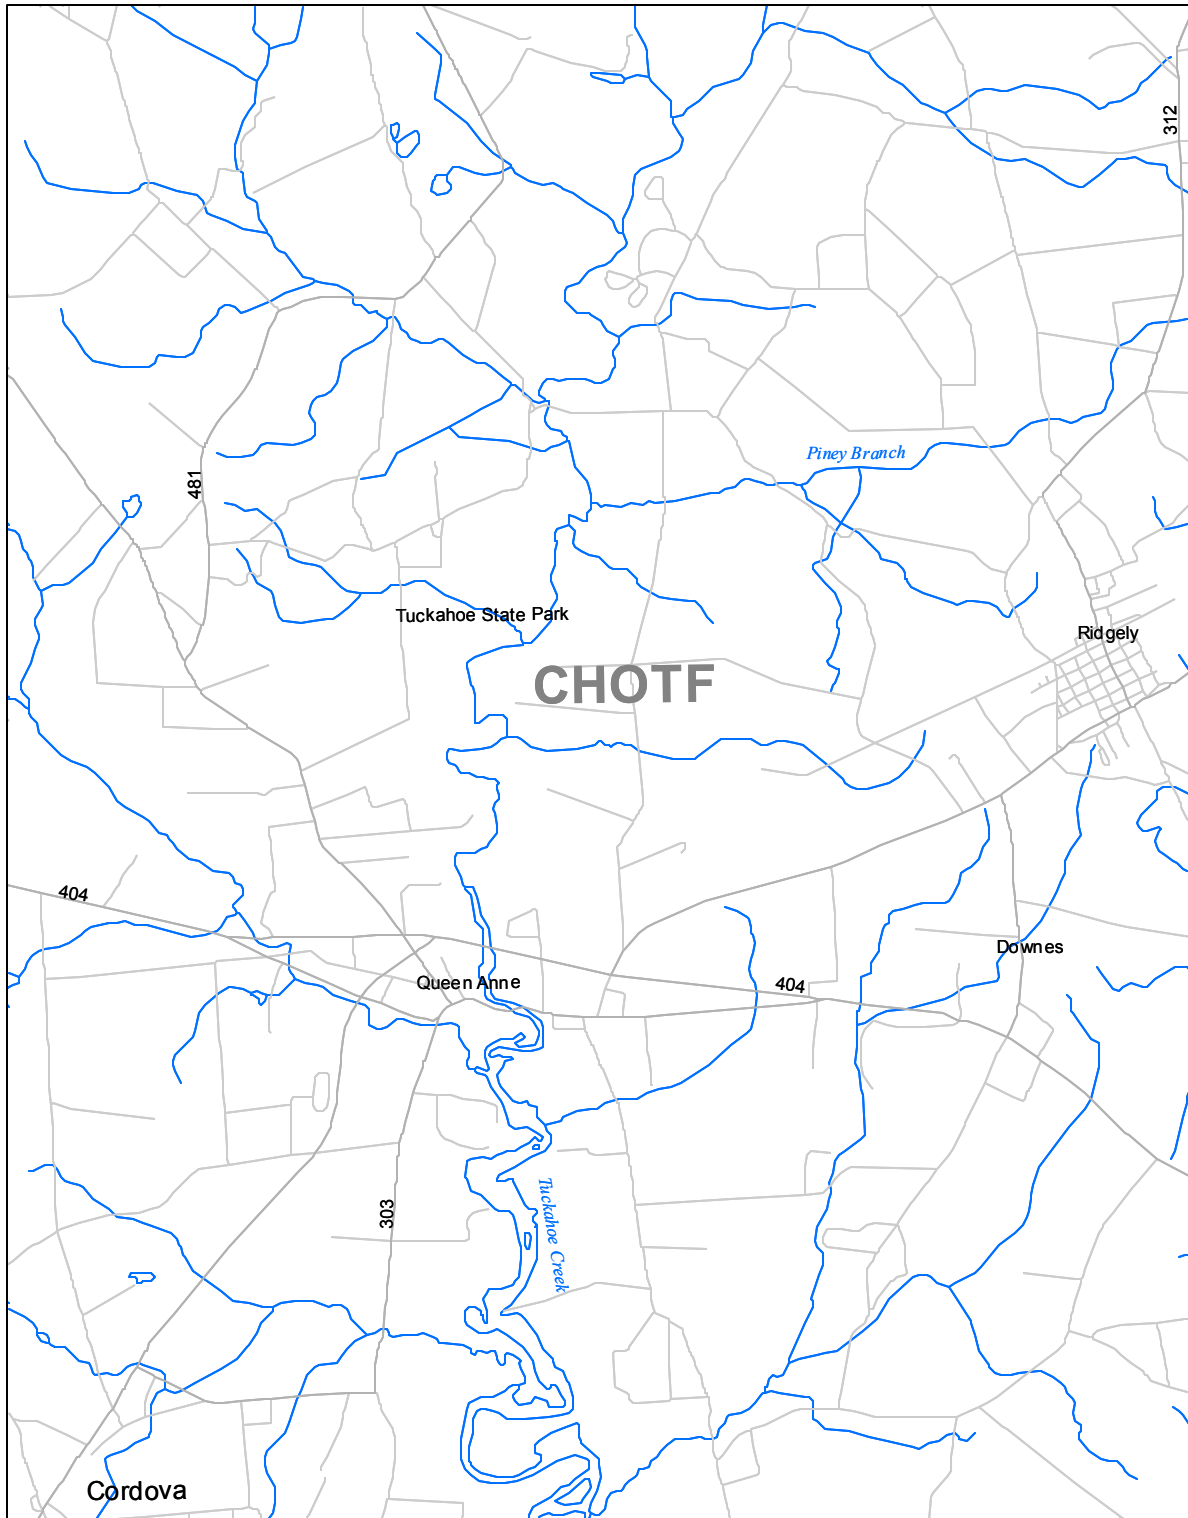 312
Piney Branch
481
Tuckahoe State Park
Ridgely
CHOTF
404
Downes
Queen Anne
404
Tuckahoe Creek
303
Cordova